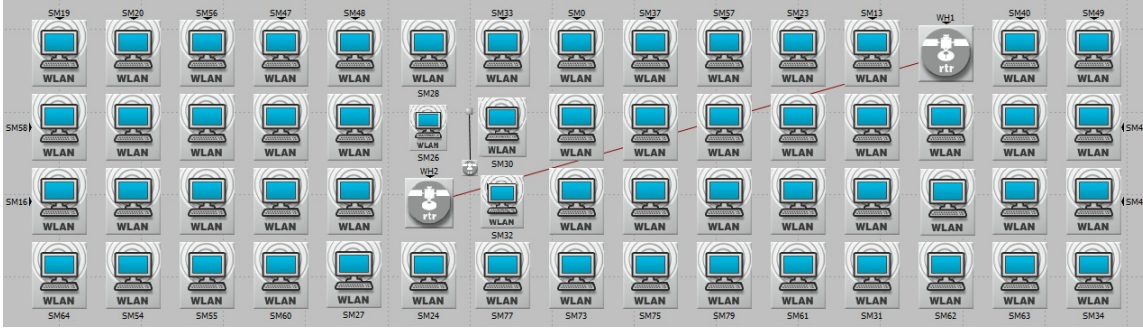 SM19 SM20 SM56 SM47 SM48 SM33 SM0 SM37 SM57 SM23 SM13 WH1 SM40 SM49
WLAN WLAN WLAN WLAN WLAN WLAN WLAN WLAN WLAN WLAN WLAN WLAN rtr WLAN WLAN
SM28
SM58 SM4
WLAN WLAN WLAN WLAN WLAN WLAN WLAN WLAN WLAN WLAN WLAN WLAN WLAN WLAN WLAN
SM26 SM30
WH2 rtr
SM16 SM4
WLAN WLAN WLAN WLAN WLAN rtr WLAN WLAN WLAN WLAN WLAN WLAN WLAN WLAN WLAN
SM32
WLAN WLAN WLAN WLAN WLAN WLAN WLAN WLAN WLAN WLAN WLAN WLAN WLAN WLAN WLAN
SM64 SM54 SM55 SM60 SM27 SM24 SM77 SM73 SM75 SM79 SM61 SM31 SM62 SM63 SM34